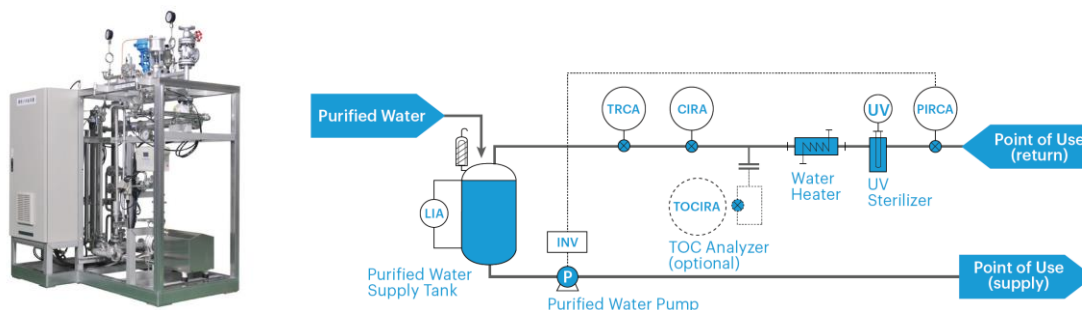 Purified Water
TRCA
CIRA
UV
PIRCA
Point of Use
(return)
Water
Heater
UV
Sterilizer
LIA
TOCIRA
INV
TOC Analyzer
(optional)
P
Purified Water
Supply Tank
Purified Water Pump
Point of Use
(supply)